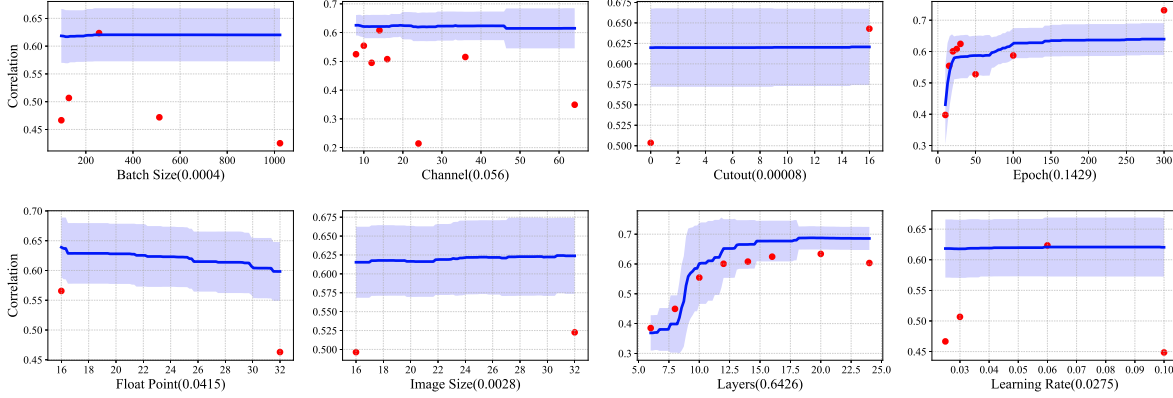 0.65
0.60
0.55
0.50
0.45
Correlation
200 400 600 800 1000
Batch Size(0.0004)
0.7
0.6
0.5
0.4
0.3
0.2
10 20 30 40 50 60
Channel(0.056)
0.675
0.650
0.625
0.600
0.575
0.550
0.525
0.500
0 2 4 6 8 10 12 14 16
Cutout(0.00008)
0.7
0.6
0.5
0.4
0.3
0 50 100 150 200 250 300
Epoch(0.1429)
0.70
0.65
0.60
0.55
0.50
0.45
Correlation
16 18 20 22 24 26 28 30 32
Float Point(0.0415)
0.675
0.650
0.625
0.600
0.575
0.550
0.525
0.500
16 18 20 22 24 26 28 30 32
Image Size(0.0028)
0.7
0.6
0.5
0.4
0.3
5.0 7.5 10.0 12.5 15.0 17.5 20.0 22.5 25.0
Layers(0.6426)
0.65
0.60
0.55
0.50
0.45
0.03 0.04 0.05 0.06 0.07 0.08 0.09 0.10
Learning Rate(0.0275)